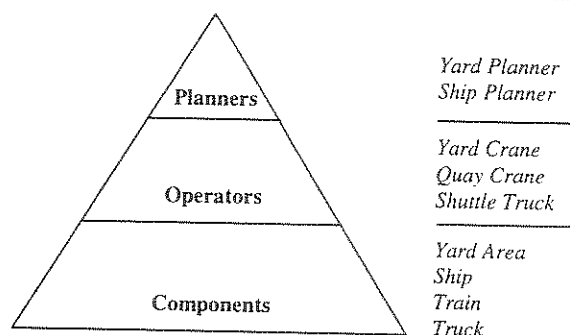 Planners
Yard Planner
Ship Planner
Operators
Yard Crane
Quay Crane
Shuttle Truck
Components
Yard Area
Ship
Train
Truck